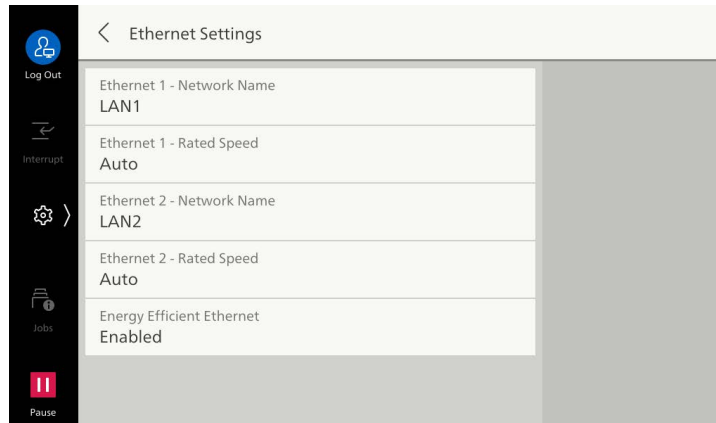 Ethernet Settings
Log Out
Interrupt
Jobs
Pause
Ethernet 1 - Network Name
LAN1
Ethernet 1 - Rated Speed
Auto
Ethernet 2 - Network Name
LAN2
Ethernet 2 - Rated Speed
Auto
Energy Efficient Ethernet
Enabled